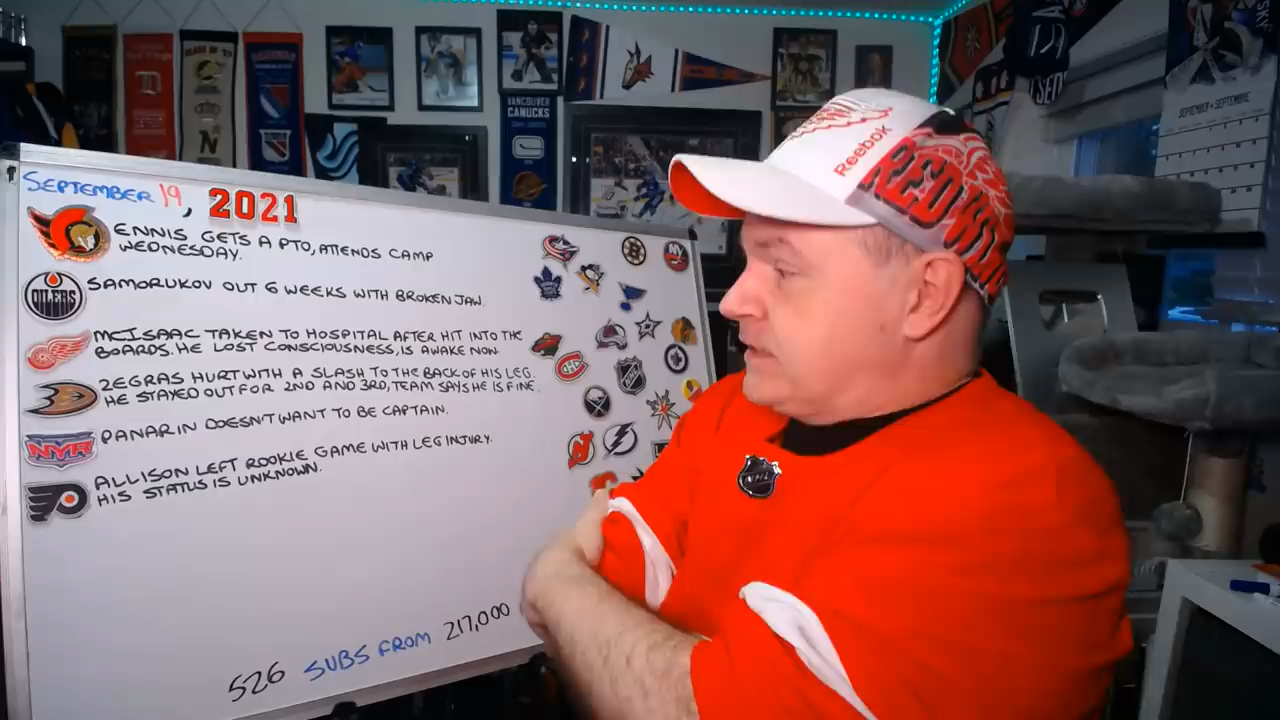 VANCOUVER
CANUCKS
SEPTEMBER • SEPTEMBRE
Reebok
RED WIN
SEPTEMBER 19, 2021
ENNIS GETS A PTO, ATTENDS CAMP
WEDNESDAY.
OILERS
SAMORUKOV OUT 6 WEEKS WITH BROKEN JAW.
MCISAAC TAKEN TO HOSPITAL AFTER HIT INTO THE
BOARDS. HE LOST CONSCIOUSNESS, IS AWAKE NOW.
ZEGRAS HURT WITH A SLASH TO THE BACK OF HIS LEG.
HE STAYED OUT FOR 2ND AND 3RD, TEAM SAYS HE IS FINE.
NYR
PANARIN DOESN'T WANT TO BE CAPTAIN.
ALLISON LEFT ROOKIE GAME WITH LEG INJURY.
HIS STATUS IS UNKNOWN.
NHL
526 SUBS FROM 217,000